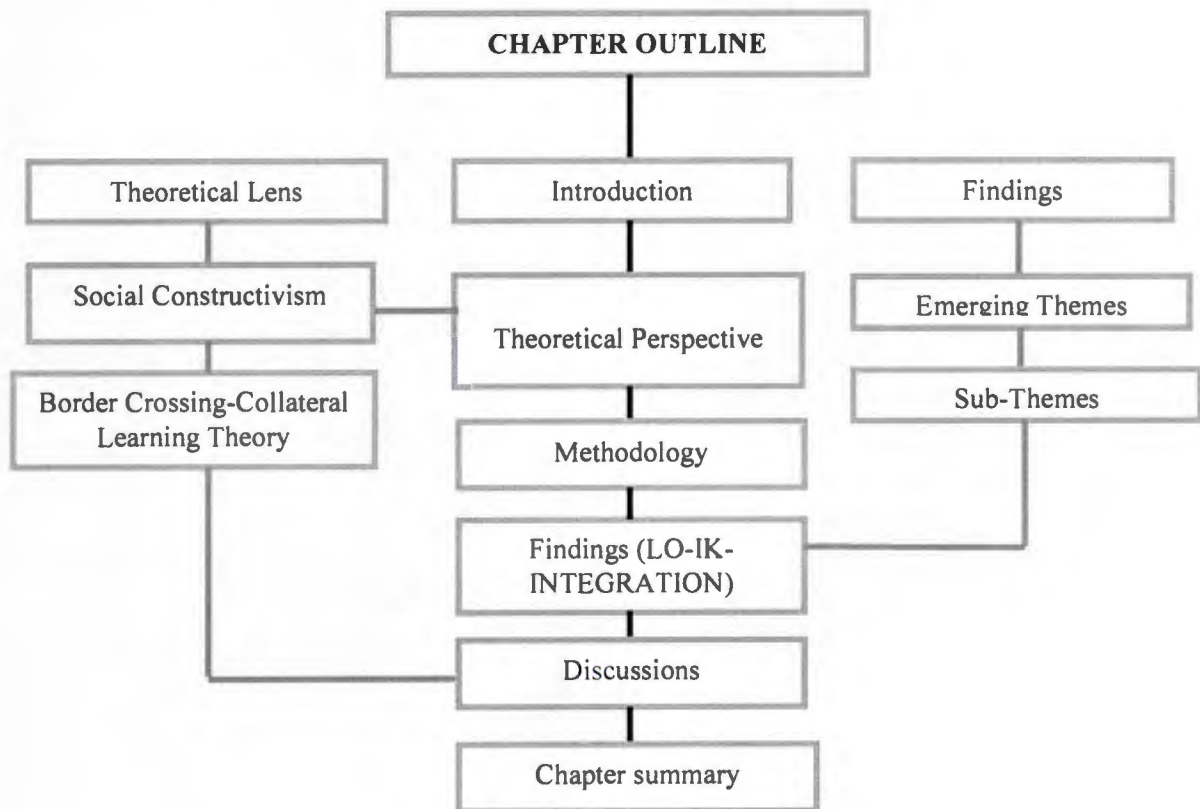 CHAPTER OUTLINE
Theoretical Lens
Introduction
Findings
Social Constructivism
Theoretical Perspective
Emerging Themes
Border Crossing-Collateral
Learning Theory
Sub-Themes
Methodology
Findings (LO-IK-
INTEGRATION)
Discussions
Chapter summary